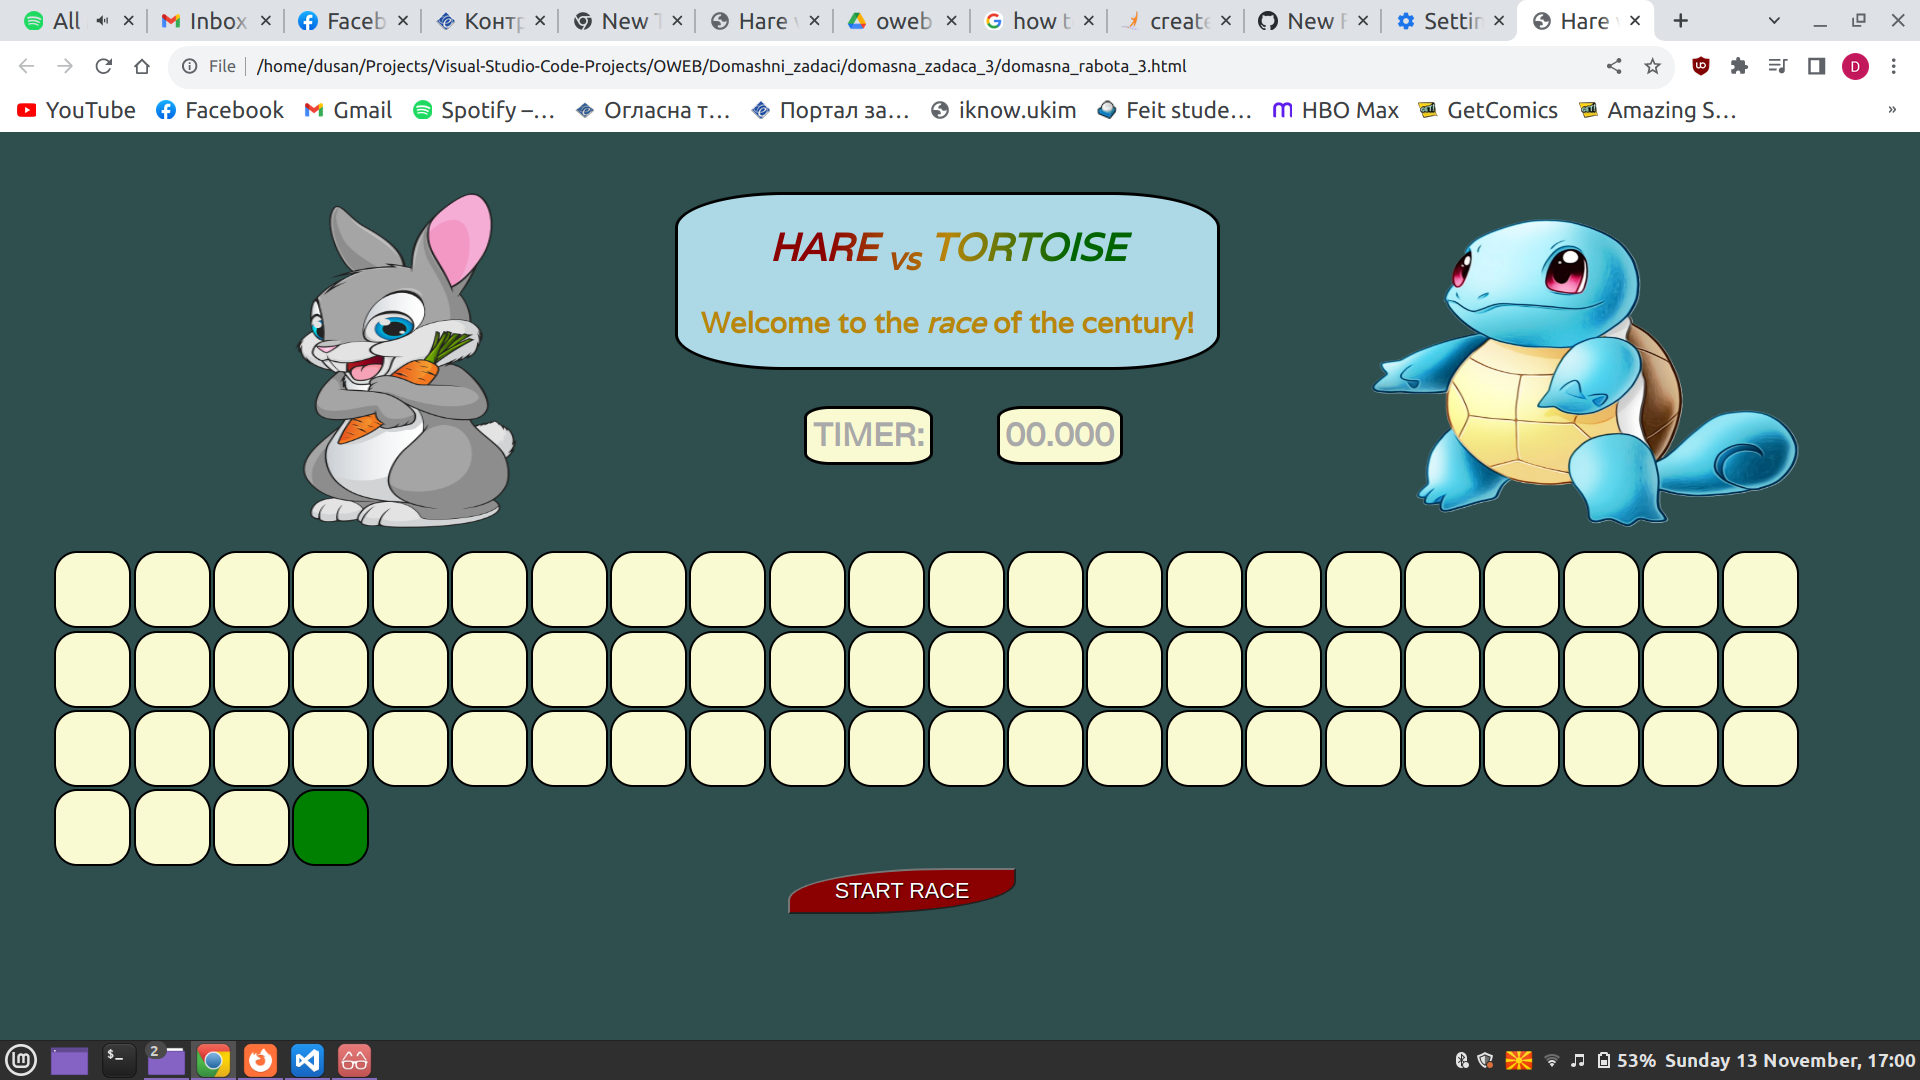 All
Inbox
Faceb
Контр
New T
Hare v
oweb
how t
create
New R
Settin
Hare v
File
/home/dusan/Projects/Visual-Studio-Code-Projects/OWEB/Domashni_zadaci/domasna_zadaca_3/domasna_rabota_3.html
D
YouTube
Facebook
Gmail
Spotify –…
Огласна т…
Портал за…
iknow.ukim
Feit stude…
HBO Max
GetComics
Amazing S…
»
HARE vs TORTOISE
Welcome to the race of the century!
TIMER: 00.000
START RACE
$_
2
53% Sunday 13 November, 17:00